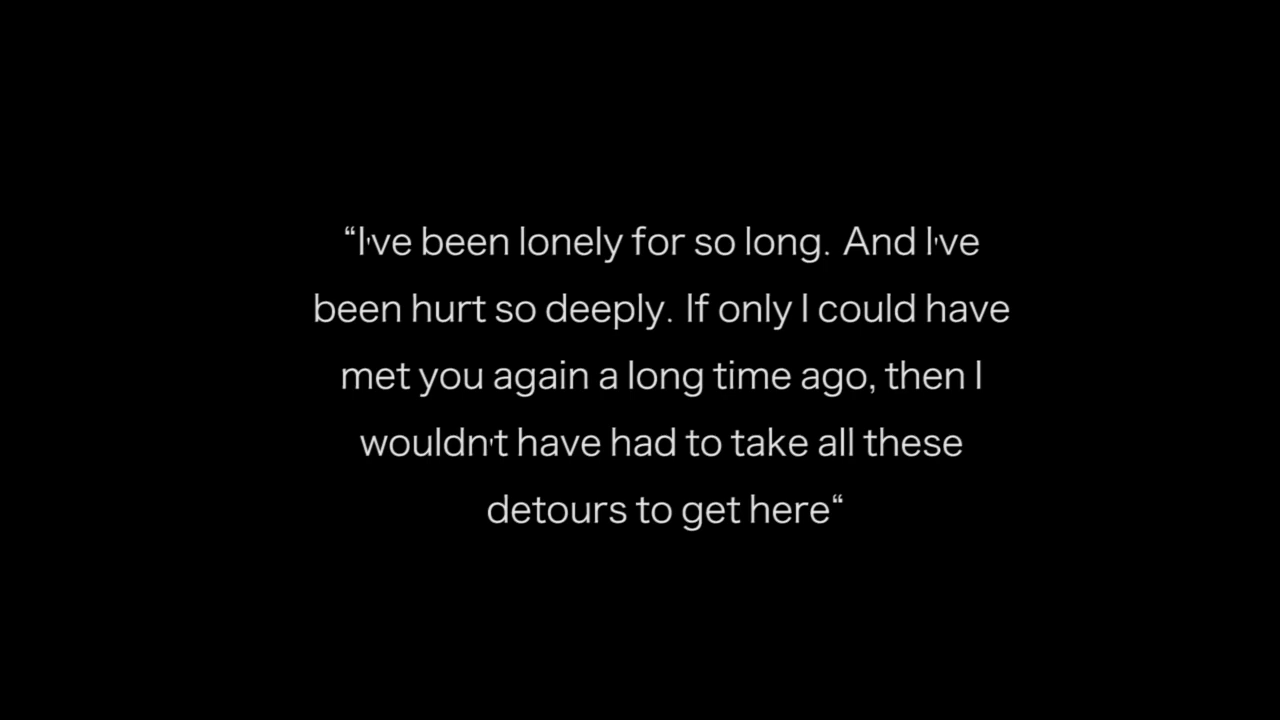 “I've been lonely for so long. And I've
been hurt so deeply. If only I could have
met you again a long time ago, then I
wouldn't have had to take all these
detours to get here“